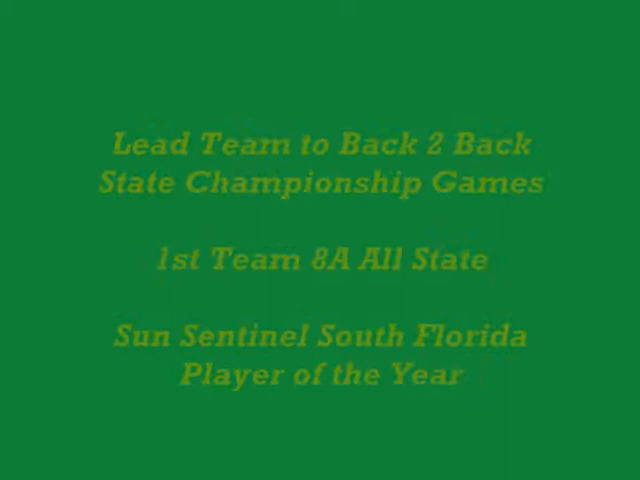 Lead Team to Back 2 Back
State Championship Games
1st Team 8A All State
Sun Sentinel South Florida
Player of the Year